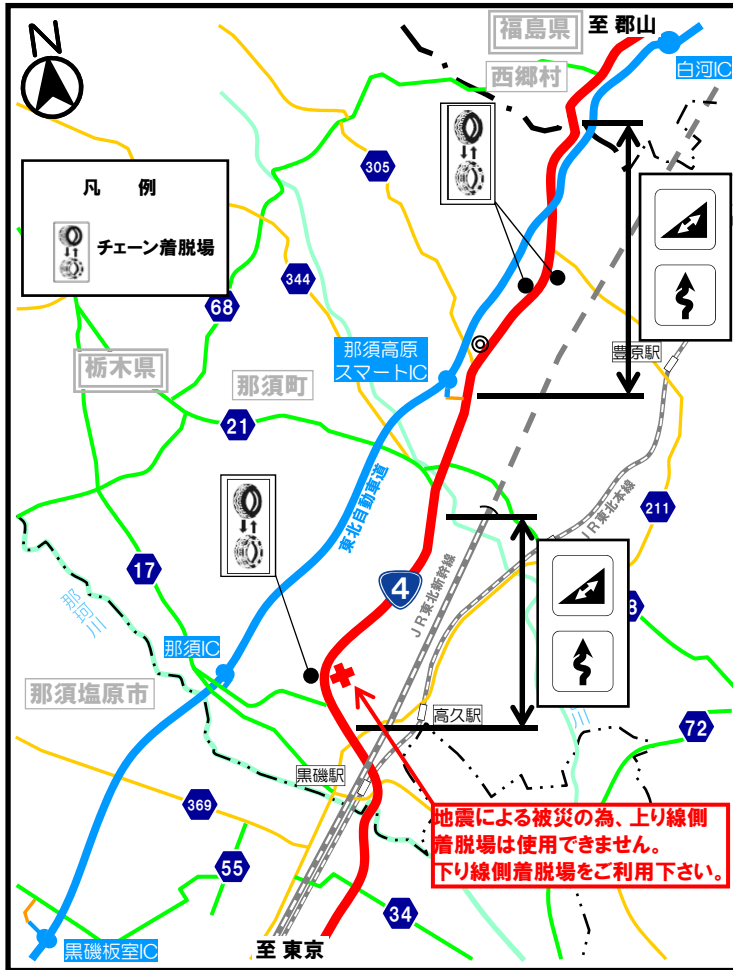 N
福島県
至 郡山
西郷村
白河IC
凡 例
チェーン着脱場
305
344
68
栃木県
那須町
那須高原
スマートIC
豊原駅
21
東北自動車道
211
JR東北本線
JR東北新幹線
4
17
那珂川
那須IC
那須塩原市
高久駅
72
黒磯駅
369
地震による被災の為、上り線側
着脱場は使用できません。
下り線側着脱場をご利用下さい。
55
34
黒磯板室IC
至 東京